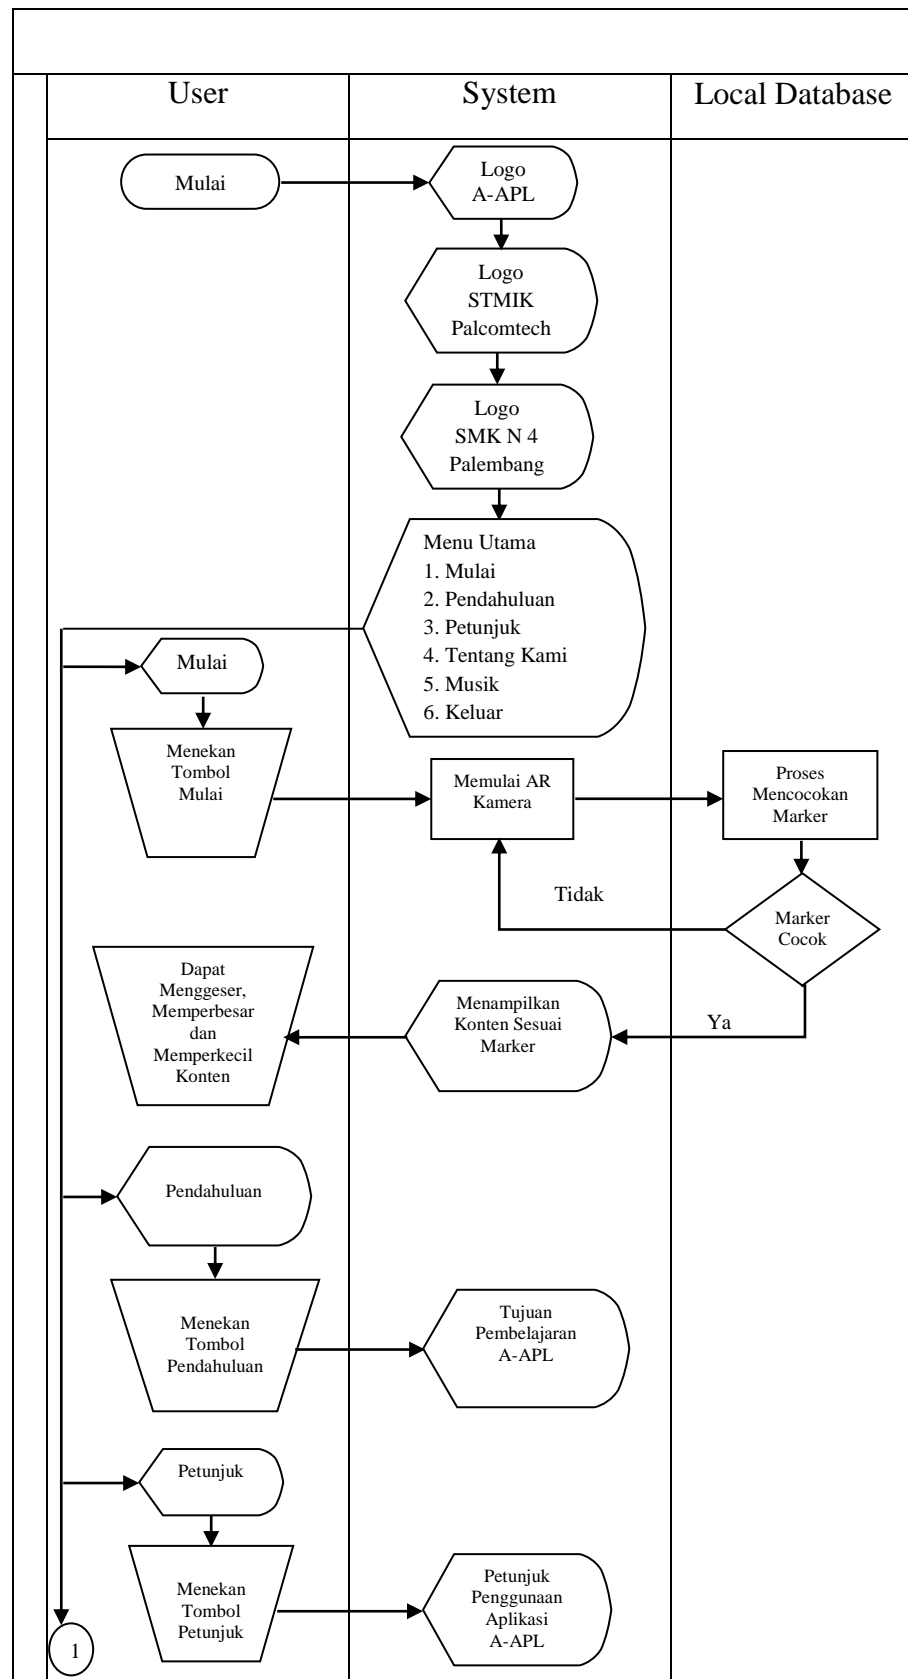 User
System
Local Database
Mulai
Logo
A-APL
Logo
STMIK
Palcomtech
Logo
SMK N 4
Palembang
Menu Utama
1. Mulai
2. Pendahuluan
3. Petunjuk
4. Tentang Kami
5. Musik
6. Keluar
Mulai
Menekan
Tombol
Mulai
Memulai AR
Kamera
Proses
Mencocokan
Marker
Tidak
Marker
Cocok
Dapat
Menggeser,
Memperbesar
dan
Memperkecil
Konten
Menampilkan
Konten Sesuai
Marker
Ya
Pendahuluan
Menekan
Tombol
Pendahuluan
Tujuan
Pembelajaran
A-APL
Petunjuk
Menekan
Tombol
Petunjuk
Petunjuk
Penggunaan
Aplikasi
A-APL
1